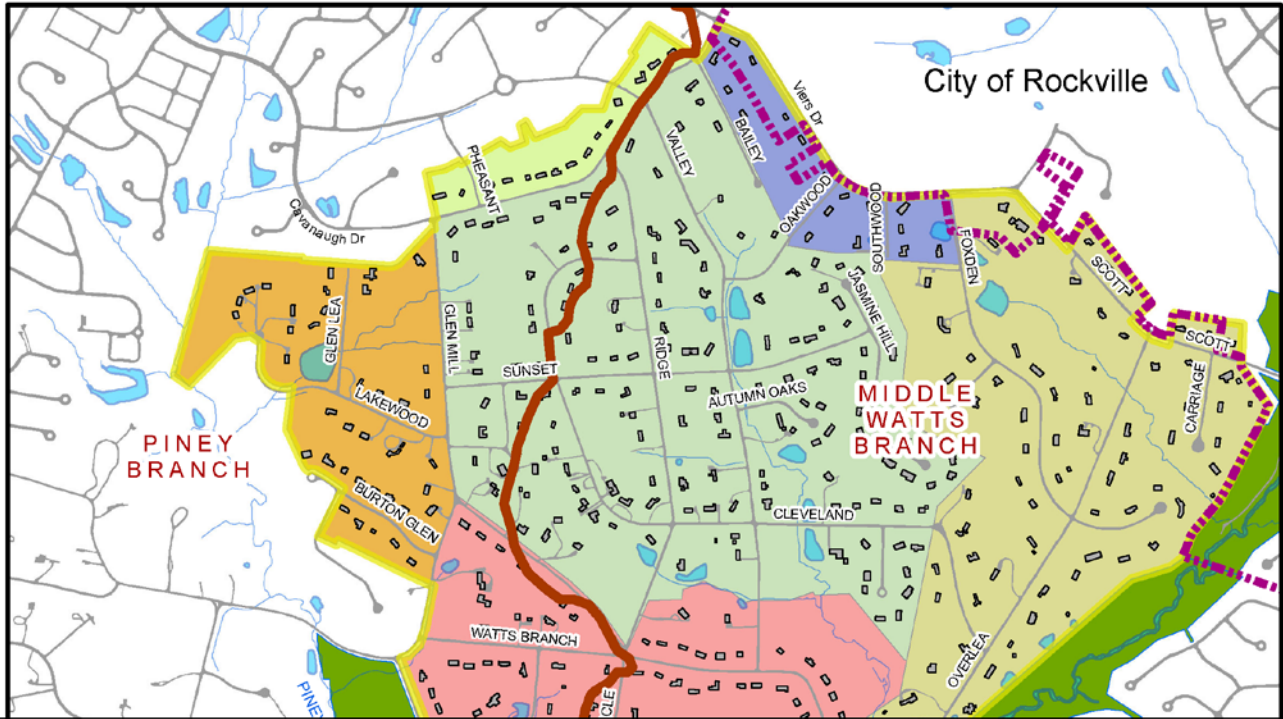 City of Rockville
Viers Dr
BAILEY
VALLEY
PHEASANT
OAKWOOD
SOUTHWOOD
Cavanaugh Dr
FOXDEN
SCOTT
JASMINE HILL
GLEN LEA
GLEN MILL
RIDGE
SCOTT
SUNSET
AUTUMN OAKS
LAKEWOOD
MIDDLE
WATTS
BRANCH
CARRIAGE
PINEY
BRANCH
BURTON GLEN
CLEVELAND
WATTS BRANCH
OVERLEA
PINEY
CLE